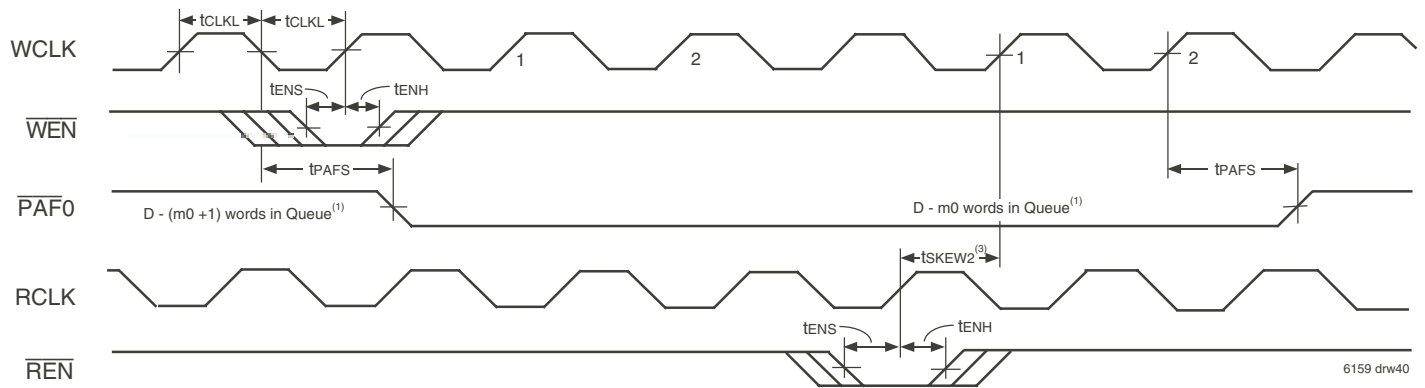 tCLKL tCLKL
WCLK 1 2 1 2
tENS tENH
WEN
tPAFS tPAFS
PAF0 D - (m0 +1) words in Queue(1) D - m0 words in Queue(1)
tSKEW2(3)
RCLK
tENS tENH
REN
6159 drw40